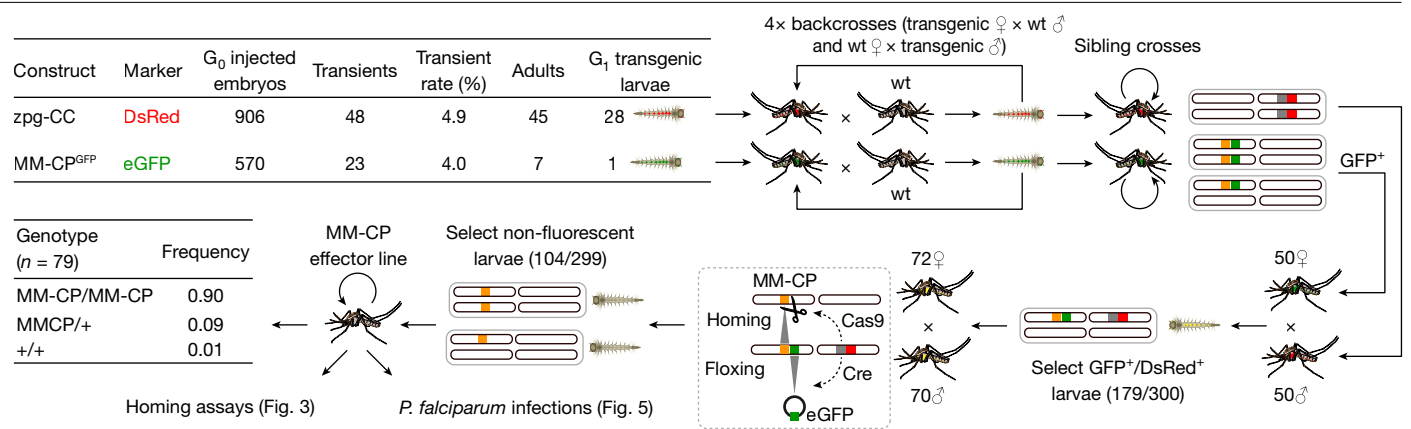 Construct Marker G0 injected embryos Transients Transient rate (%) Adults G1 transgenic larvae
zpg-CC DsRed 906 48 4.9 45 28
MM-CPGFP eGFP 570 23 4.0 7 1
4× backcrosses (transgenic ♀ × wt ♂
and wt ♀ × transgenic ♂)
wt
×
×
wt
Sibling crosses
GFP+
50♀
×
50♂
Select GFP+/DsRed+
larvae (179/300)
72♀
×
70♂
MM-CP
Homing
Cas9
Floxing
Cre
eGFP
Select non-fluorescent
larvae (104/299)
MM-CP
effector line
Homing assays (Fig. 3)
P. falciparum infections (Fig. 5)
Genotype
(n = 79)
Frequency
MM-CP/MM-CP 0.90
MMCP/+ 0.09
+/+ 0.01